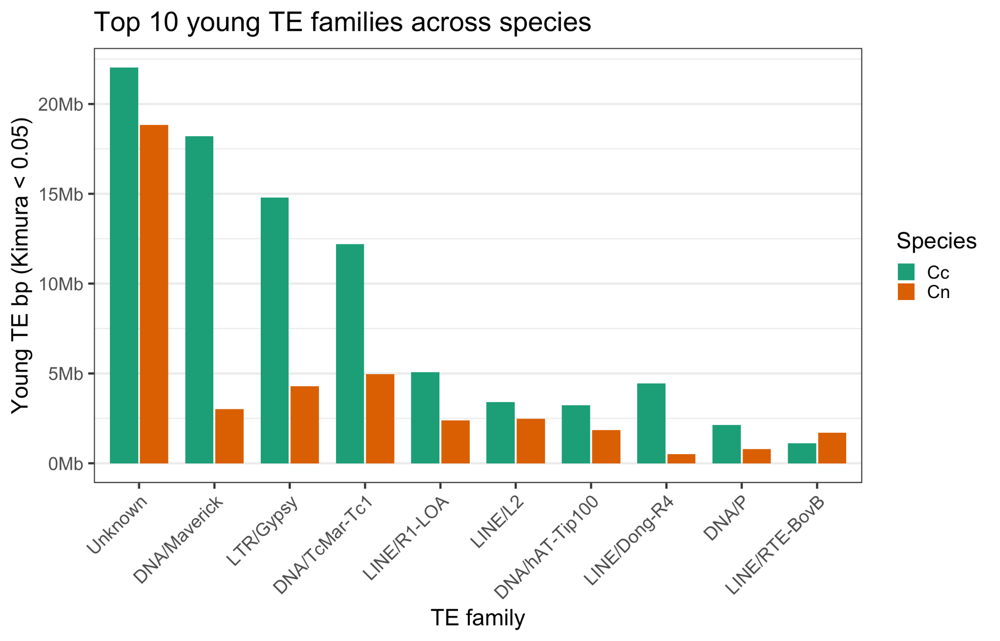 Top 10 young TE families across species
Young TE bp (Kimura < 0.05)
20Mb
15Mb
10Mb
5Mb
0Mb
Unknown
DNA/Maverick
LTR/Gypsy
DNA/TcMar-Tc1
LINE/R1-LOA
LINE/L2
DNA/hAT-Tip100
LINE/Dong-R4
DNA/P
LINE/RTE-BovB
TE family
Species
Cc
Cn